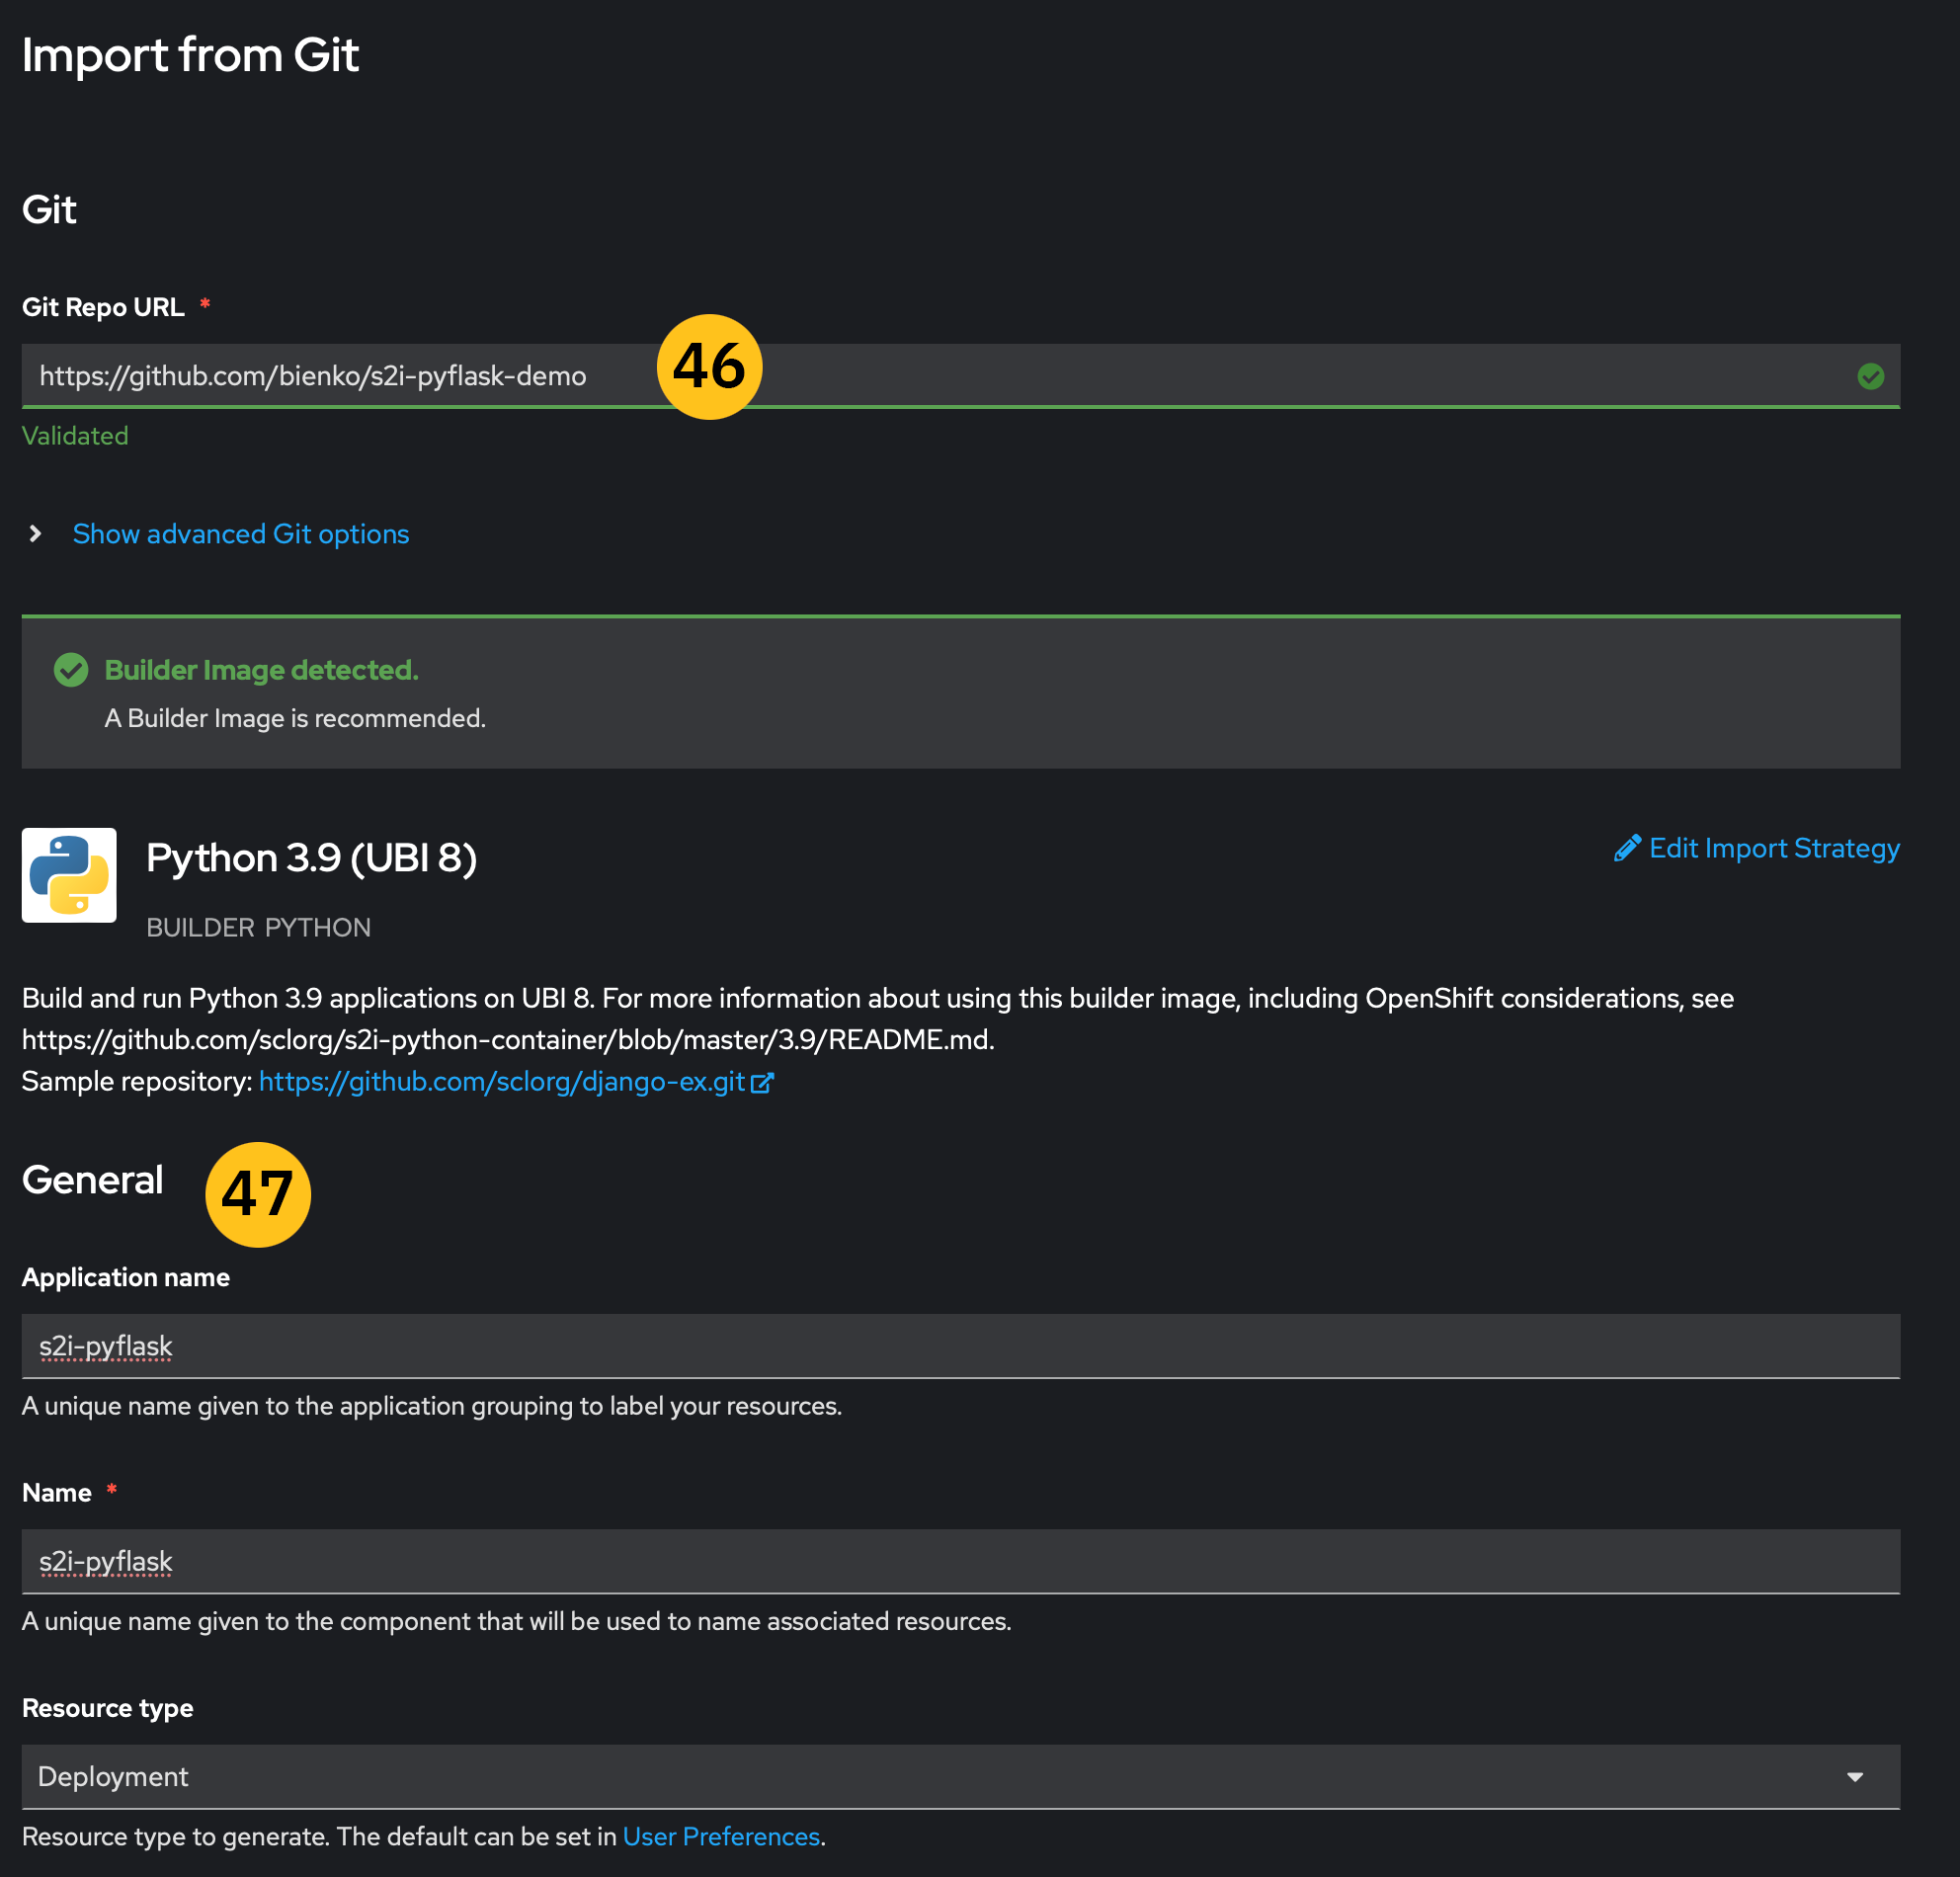 Import from Git
Git
Git Repo URL *
https://github.com/bienko/s2i-pyflask-demo
46
Validated
Show advanced Git options
Builder Image detected.
A Builder Image is recommended.
Python 3.9 (UBI 8)
Edit Import Strategy
BUILDER PYTHON
Build and run Python 3.9 applications on UBI 8. For more information about using this builder image, including OpenShift considerations, see
https://github.com/sclorg/s2i-python-container/blob/master/3.9/README.md.
Sample repository: https://github.com/sclorg/django-ex.git
General
47
Application name
s2i-pyflask
A unique name given to the application grouping to label your resources.
Name *
s2i-pyflask
A unique name given to the component that will be used to name associated resources.
Resource type
Deployment
Resource type to generate. The default can be set in User Preferences.